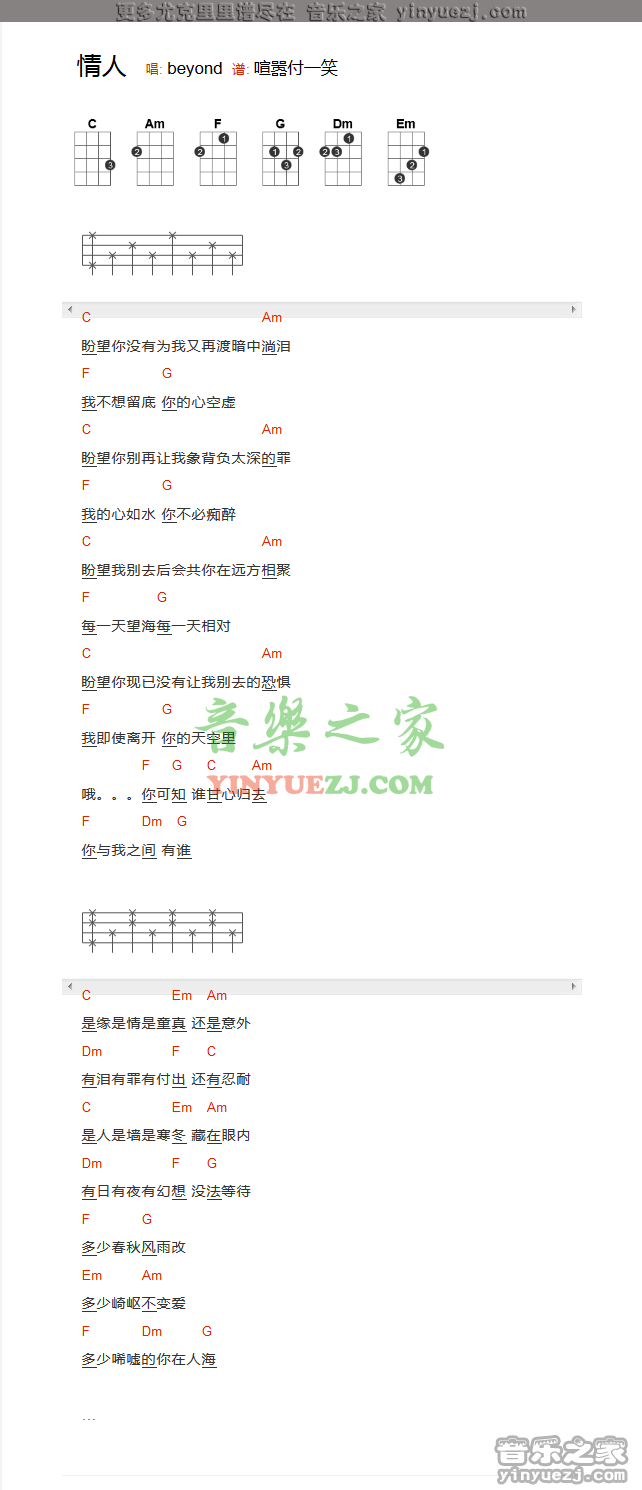 更多尤克里里谱尽在 音乐之家 yinyuezj.com
情人 唱: beyond 谱: 喧嚣付一笑
C Am F G Dm Em
3 2 2 1 1 2 3 2 3 1 1 2 3
C Am
盼望你没有为我又再渡暗中淌泪
F G
我不想留底 你的心空虚
C Am
盼望你别再让我象背负太深的罪
F G
我的心如水 你不必痴醉
C Am
盼望我别去后会共你在远方相聚
F G
每一天望海每一天相对
C Am
盼望你现已没有让我别去的恐惧
F G
我即使离开 你的天空里
音樂之家
F G C Am
YINYUEZJ.COM
哦。。。你可知 谁甘心归去
F Dm G
你与我之间 有谁
C Em Am
是缘是情是童真 还是意外
Dm F C
有泪有罪有付出 还有忍耐
C Em Am
是人是墙是寒冬 藏在眼内
Dm F G
有日有夜有幻想 没法等待
F G
多少春秋风雨改
Em Am
多少崎岖不变爱
F Dm G
多少唏嘘的你在人海
...
音乐之家
yinyuezj.com